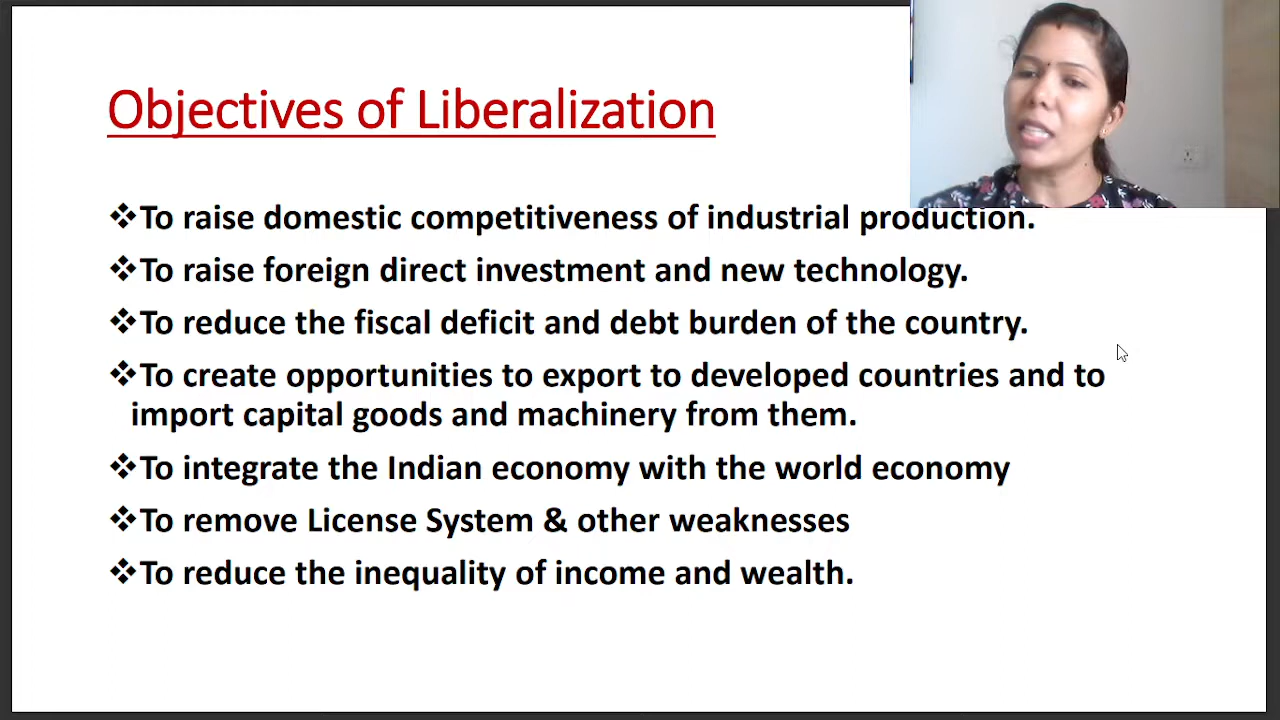 Objectives of Liberalization
❖To raise domestic competitiveness of industrial production.
❖To raise foreign direct investment and new technology.
❖To reduce the fiscal deficit and debt burden of the country.
❖To create opportunities to export to developed countries and to
import capital goods and machinery from them.
❖To integrate the Indian economy with the world economy
❖To remove License System & other weaknesses
❖To reduce the inequality of income and wealth.